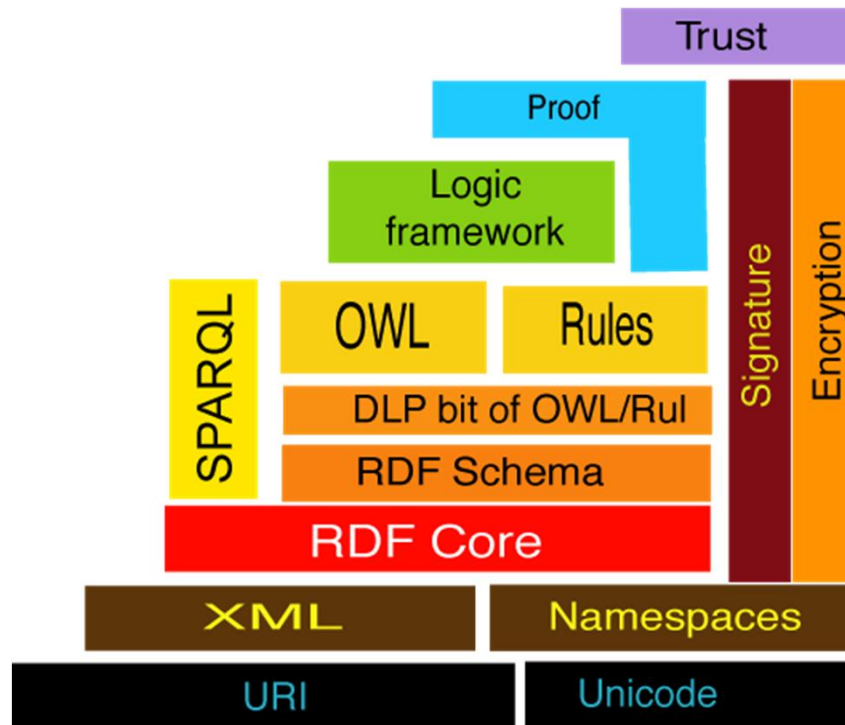 Trust
Proof
Logic
framework
SPARQL
OWL
Rules
Signature
Encryption
DLP bit of OWL/Rul
RDF Schema
RDF Core
XML
Namespaces
URI
Unicode